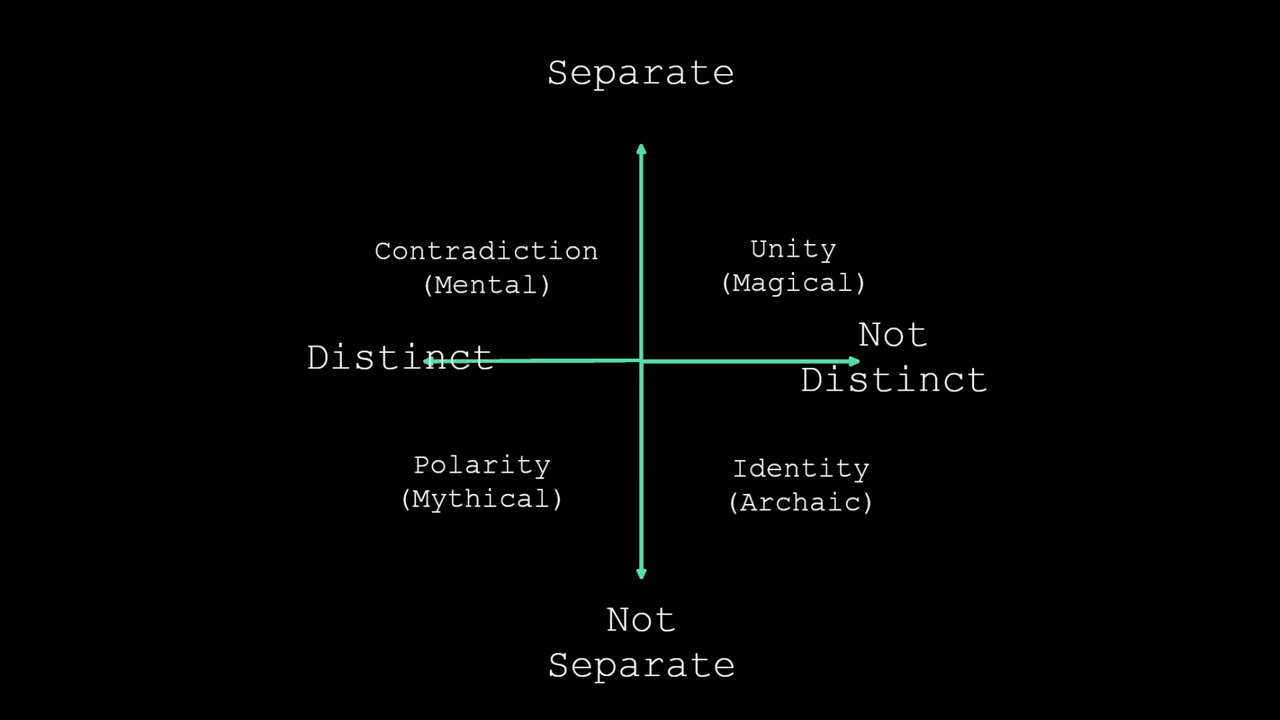 Separate
Contradiction
(Mental)
Unity
(Magical)
Distinct
Not
Distinct
Polarity
(Mythical)
Identity
(Archaic)
Not
Separate